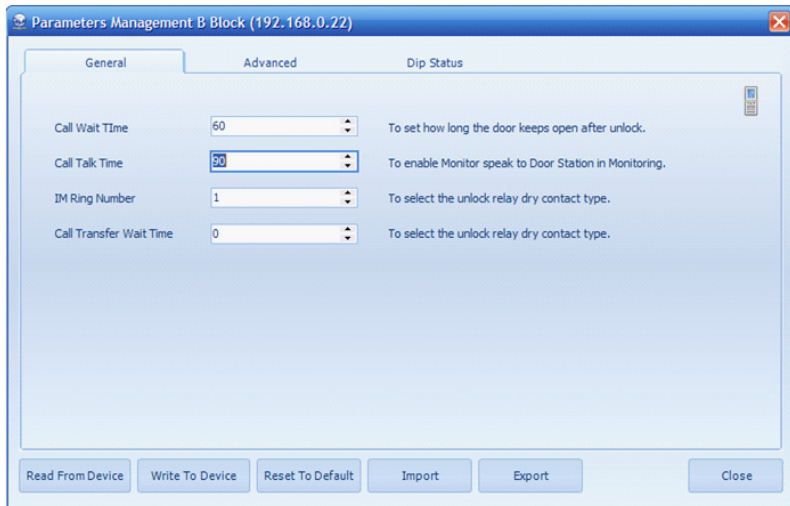 Parameters Management B Block (192.168.0.22)
General Advanced Dip Status
Call Wait TIme 60 To set how long the door keeps open after unlock.
Call Talk Time 90 To enable Monitor speak to Door Station in Monitoring.
IM Ring Number 1 To select the unlock relay dry contact type.
Call Transfer Wait Time 0 To select the unlock relay dry contact type.
Read From Device Write To Device Reset To Default Import Export Close